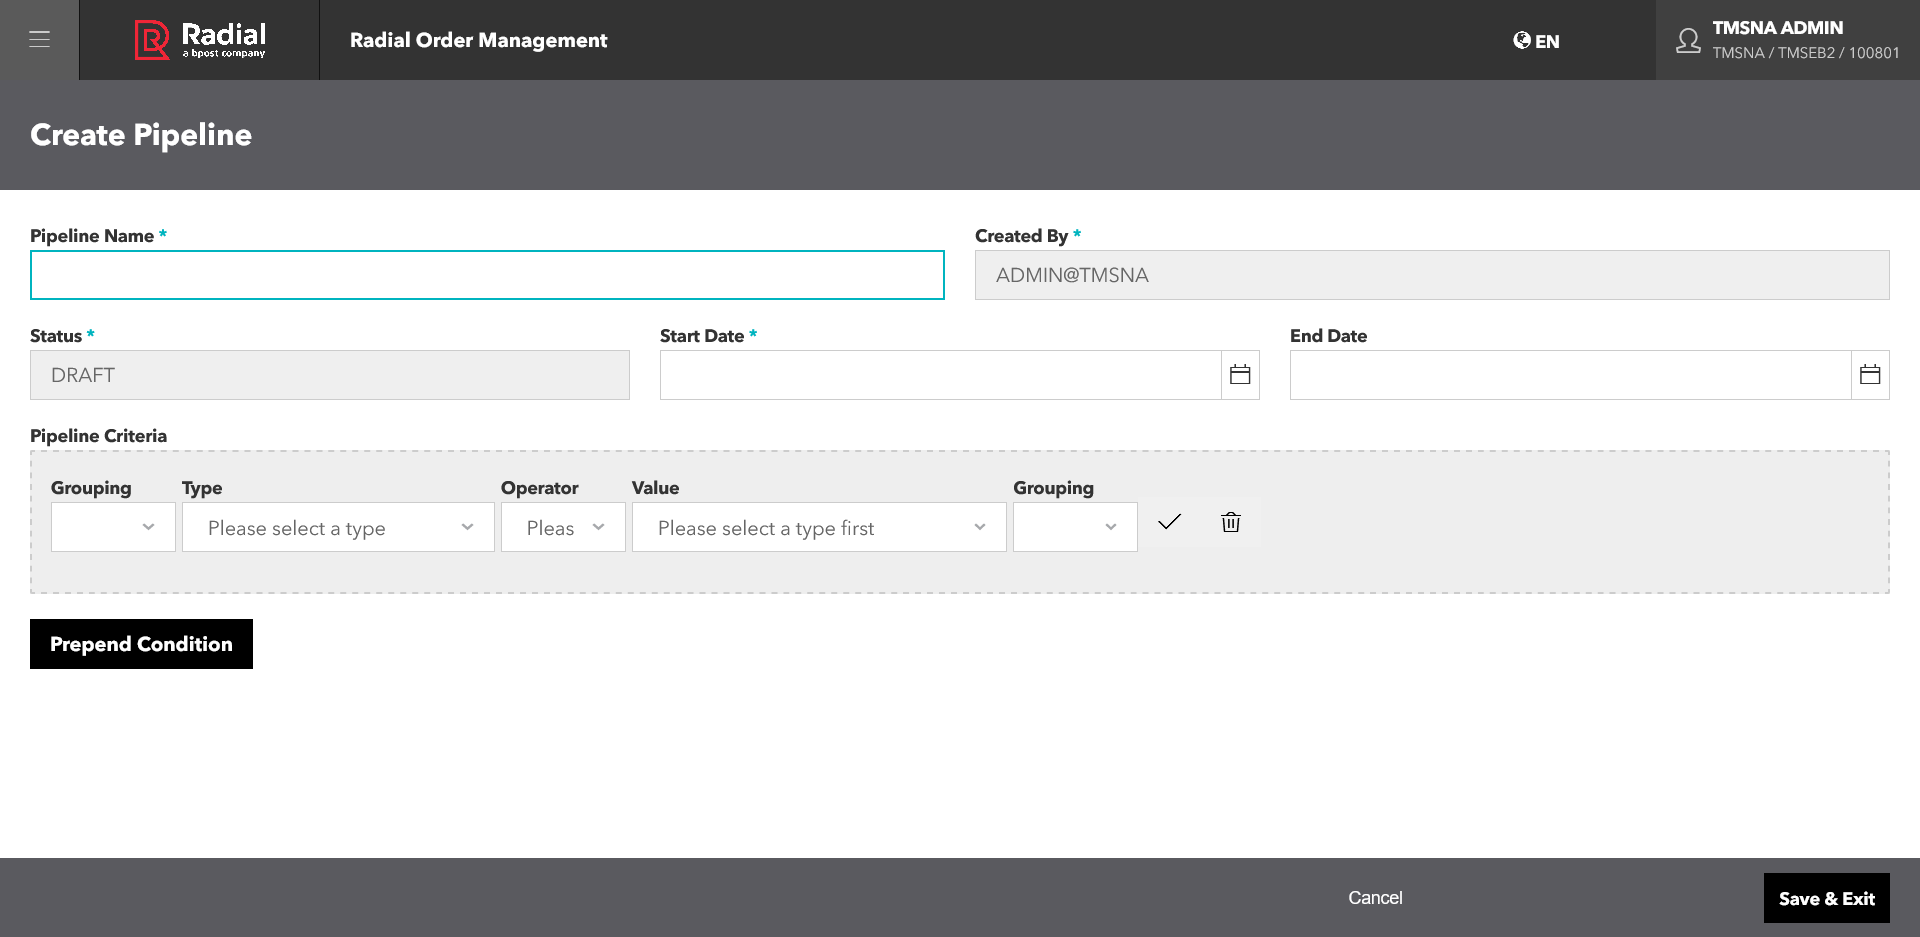 Radial
a bpost company
Radial Order Management
EN
TMSNA ADMIN
TMSNA / TMSEB2 / 100801
Create Pipeline
Pipeline Name *
Created By *
ADMIN@TMSNA
Status *
Start Date *
End Date
DRAFT
Pipeline Criteria
Grouping
Type
Operator
Value
Grouping
Please select a type
Pleas
Please select a type first
Prepend Condition
Cancel
Save & Exit